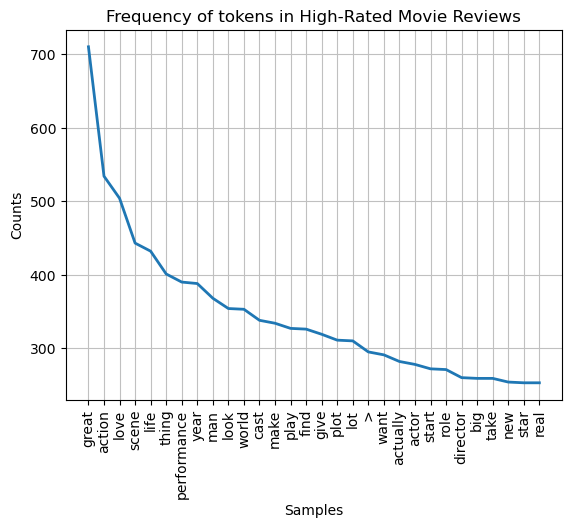 Frequency of tokens in High-Rated Movie Reviews
Counts
700
600
500
400
300
great
action
love
scene
life
thing
performance
year
man
look
world
cast
make
play
find
give
plot
lot
>
want
actually
actor
start
role
director
big
take
new
star
real
Samples